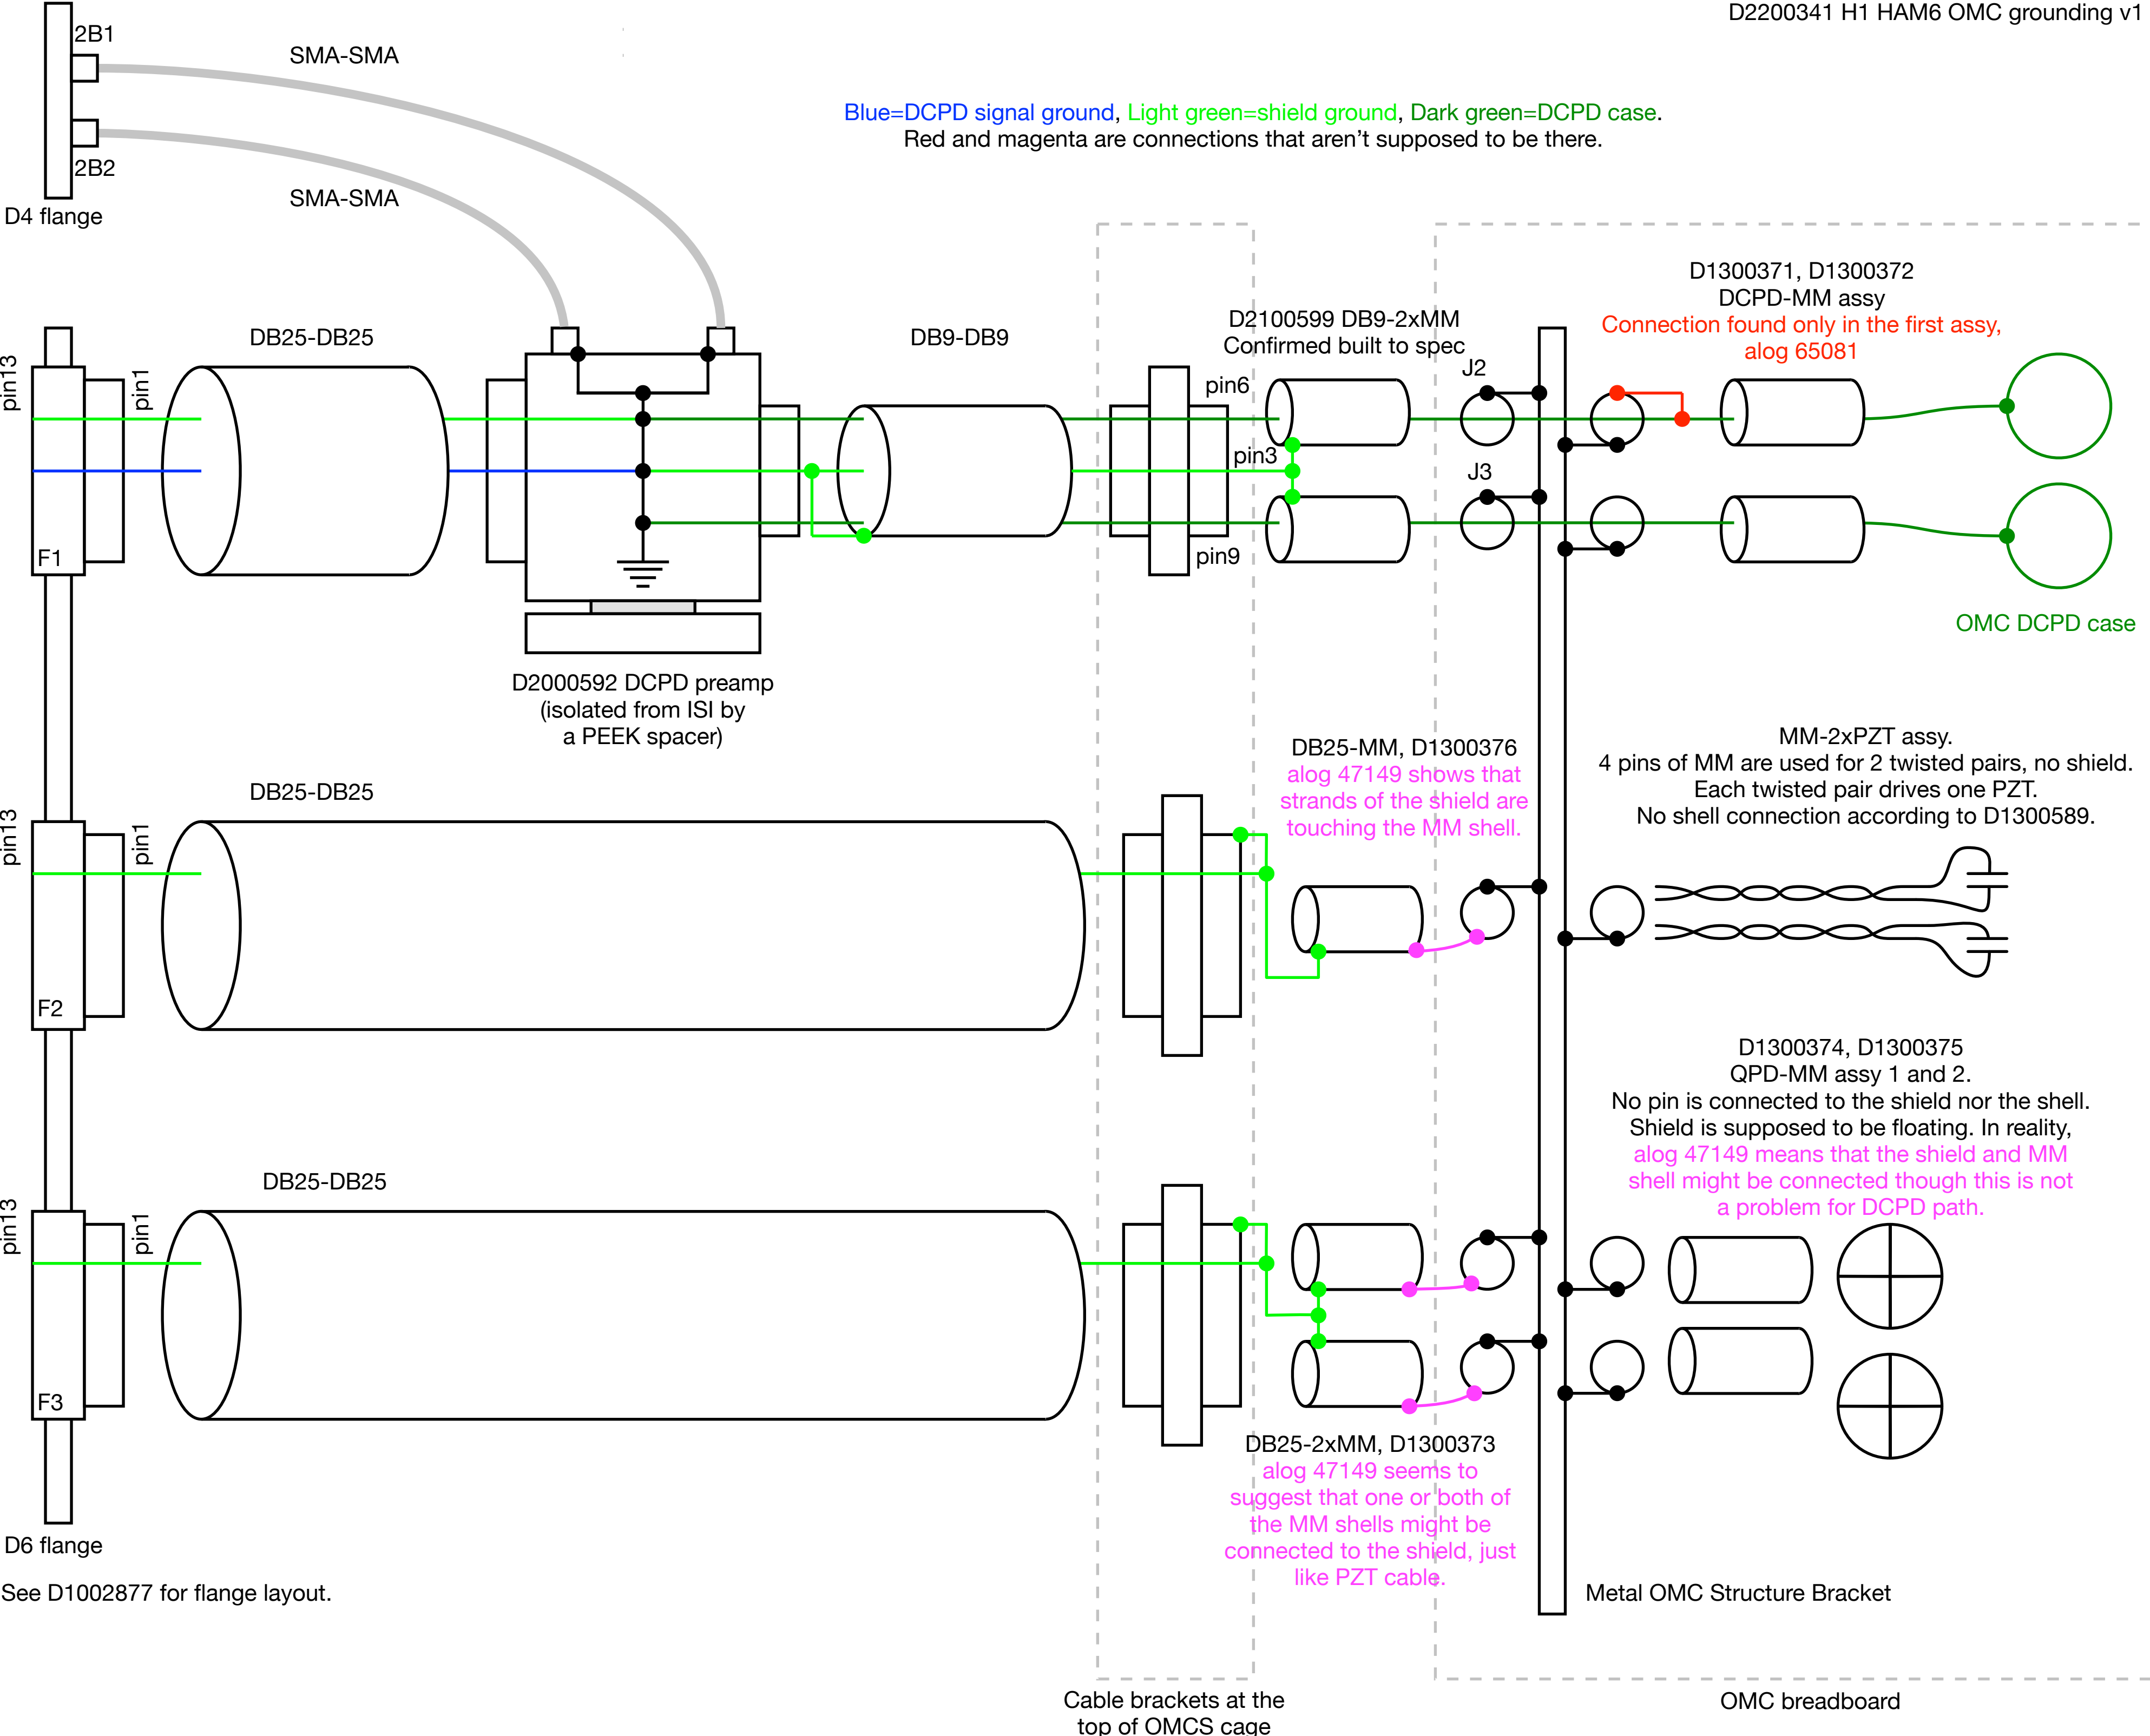 D2200341 H1 HAM6 OMC grounding v1
2B1
SMA-SMA
2B2
SMA-SMA
D4 flange
Blue=DCPD signal ground, Light green=shield ground, Dark green=DCPD case.
Red and magenta are connections that aren't supposed to be there.
D1300371, D1300372
DCPD-MM assy
Connection found only in the first assy,
alog 65081
pin13
pin1
DB25-DB25
DB9-DB9
D2100599 DB9-2xMM
Confirmed built to spec
J2
pin6
pin3
J3
pin9
F1
OMC DCPD case
D2000592 DCPD preamp
(isolated from ISI by
a PEEK spacer)
DB25-MM, D1300376
alog 47149 shows that
strands of the shield are
touching the MM shell.
MM-2xPZT assy.
4 pins of MM are used for 2 twisted pairs, no shield.
Each twisted pair drives one PZT.
No shell connection according to D1300589.
pin13
pin1
DB25-DB25
F2
D1300374, D1300375
QPD-MM assy 1 and 2.
No pin is connected to the shield nor the shell.
Shield is supposed to be floating. In reality,
alog 47149 means that the shield and MM
shell might be connected though this is not
a problem for DCPD path.
pin13
pin1
DB25-DB25
F3
DB25-2xMM, D1300373
alog 47149 seems to
suggest that one or both of
the MM shells might be
connected to the shield, just
like PZT cable.
D6 flange
See D1002877 for flange layout.
Metal OMC Structure Bracket
Cable brackets at the
top of OMCS cage
OMC breadboard